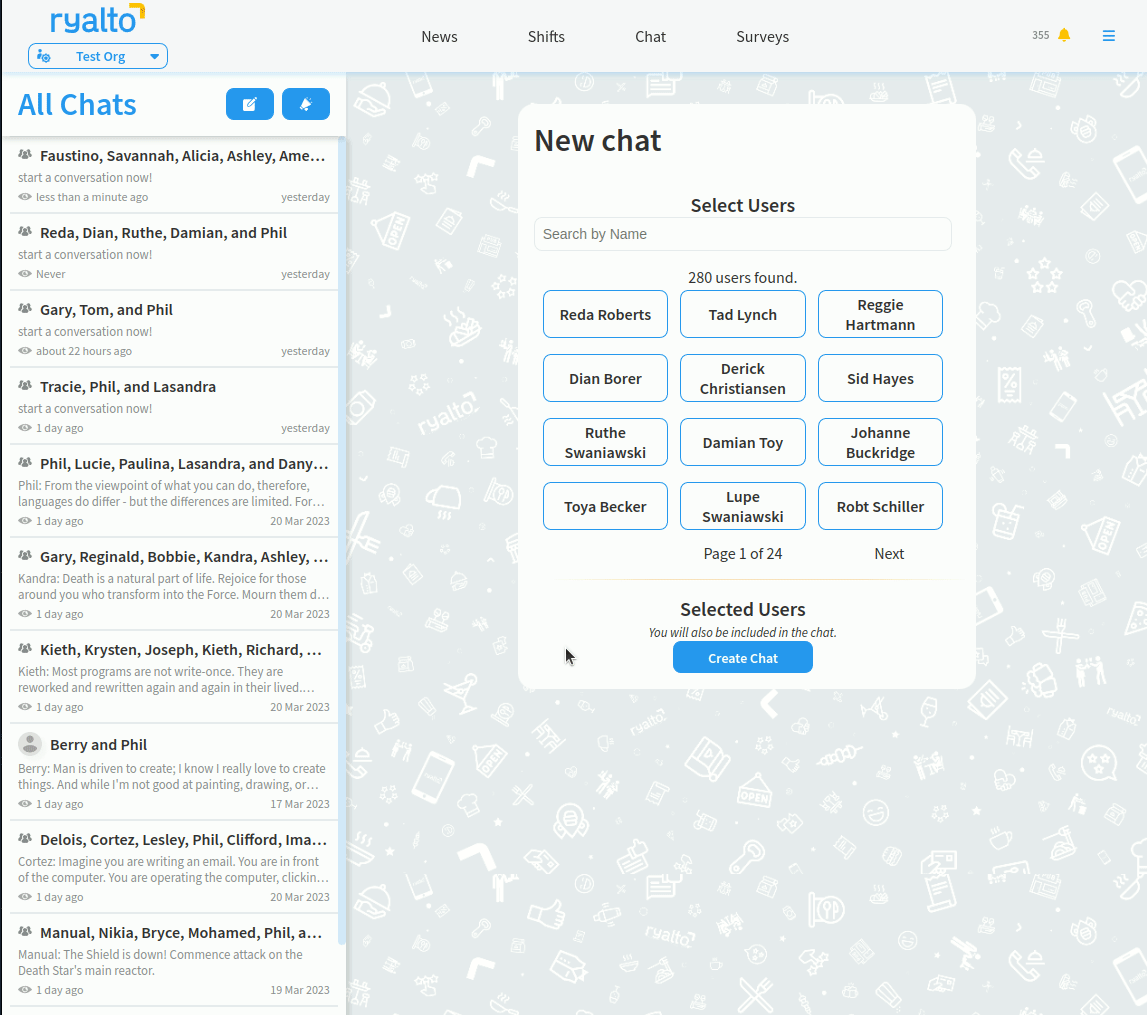 ryalto
Test Org
News
Shifts
Chat
Surveys
355
All Chats
Faustino, Savannah, Alicia, Ashley, Ame…
start a conversation now!
less than a minute ago
yesterday
Reda, Dian, Ruthe, Damian, and Phil
start a conversation now!
Never
yesterday
Gary, Tom, and Phil
start a conversation now!
about 22 hours ago
yesterday
Tracie, Phil, and Lasandra
start a conversation now!
1 day ago
yesterday
Phil, Lucie, Paulina, Lasandra, and Dany…
Phil: From the viewpoint of what you can do, therefore,
languages do differ - but the differences are limited. For…
1 day ago
20 Mar 2023
Gary, Reginald, Bobbie, Kandra, Ashley, …
Kandra: Death is a natural part of life. Rejoice for those
around you who transform into the Force. Mourn them d…
1 day ago
20 Mar 2023
Kieth, Krysten, Joseph, Kieth, Richard, …
Kieth: Most programs are not write-once. They are
reworked and rewritten again and again in their lived.…
1 day ago
20 Mar 2023
Berry and Phil
Berry: Man is driven to create; I know I really love to create
things. And while I'm not good at painting, drawing, or…
1 day ago
17 Mar 2023
Delois, Cortez, Lesley, Phil, Clifford, Ima…
Cortez: Imagine you are writing an email. You are in front
of the computer. You are operating the computer, clickin…
1 day ago
20 Mar 2023
Manual, Nikia, Bryce, Mohamed, Phil, a…
Manual: The Shield is down! Commence attack on the
Death Star's main reactor.
1 day ago
19 Mar 2023
New chat
Select Users
Search by Name
280 users found.
Reda Roberts
Tad Lynch
Reggie
Hartmann
Dian Borer
Derick
Christiansen
Sid Hayes
Ruthe
Swaniawski
Damian Toy
Johanne
Buckridge
Toya Becker
Lupe
Swaniawski
Robt Schiller
Page 1 of 24
Next
Selected Users
You will also be included in the chat.
Create Chat
OPEN
ryalto
OPEN
ryalto
OPEN
OPEN
ryalto
ryalto